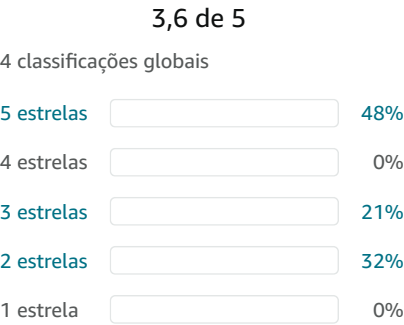 3,6 de 5
4 classificações globais
5 estrelas 48%
4 estrelas 0%
3 estrelas 21%
2 estrelas 32%
1 estrela 0%